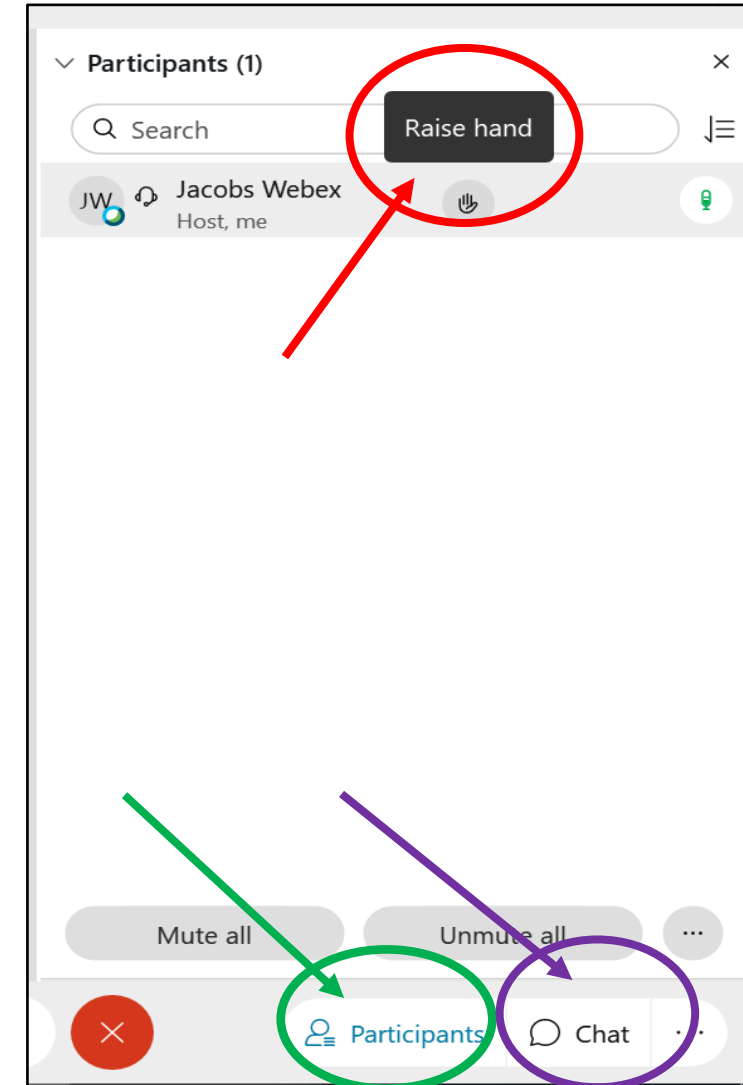 Participants (1)
Search
Raise hand
JW
Jacobs Webex
Host, me
Mute all
Unmute all
...
Participants
Chat
...